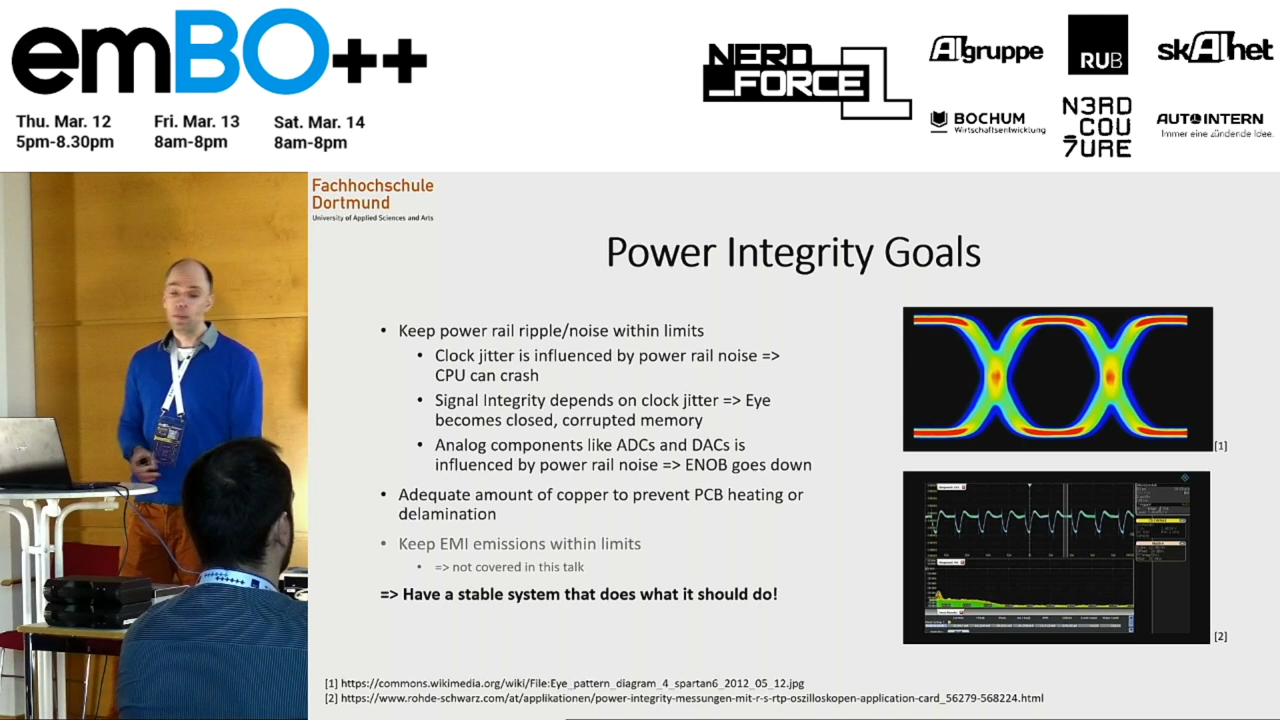 emBO++
Thu. Mar. 12
5pm-8.30pm
Fri. Mar. 13
8am-8pm
Sat. Mar. 14
8am-8pm
NERD
_FORCE1
AIgruppe
RUB
skAInet
BOCHUM
Wirtschaftsentwicklung
N3RD
COU
7URE
AUTOINTERN
Immer eine zündende Idee.
Fachhochschule
Dortmund
University of Applied Sciences and Arts
Power Integrity Goals
• Keep power rail ripple/noise within limits
• Clock jitter is influenced by power rail noise =>
CPU can crash
• Signal Integrity depends on clock jitter => Eye
becomes closed, corrupted memory
• Analog components like ADCs and DACs is
influenced by power rail noise => ENOB goes down
• Adequate amount of copper to prevent PCB heating or
delamination
• Keep EMI emissions within limits
• => not covered in this talk
=> Have a stable system that does what it should do!
[1]
[2]
[1] https://commons.wikimedia.org/wiki/File:Eye_pattern_diagram_4_spartan6_2012_05_12.jpg
[2] https://www.rohde-schwarz.com/at/applikationen/power-integrity-messungen-mit-r-s-rtp-oszilloskopen-application-card_56279-568224.html